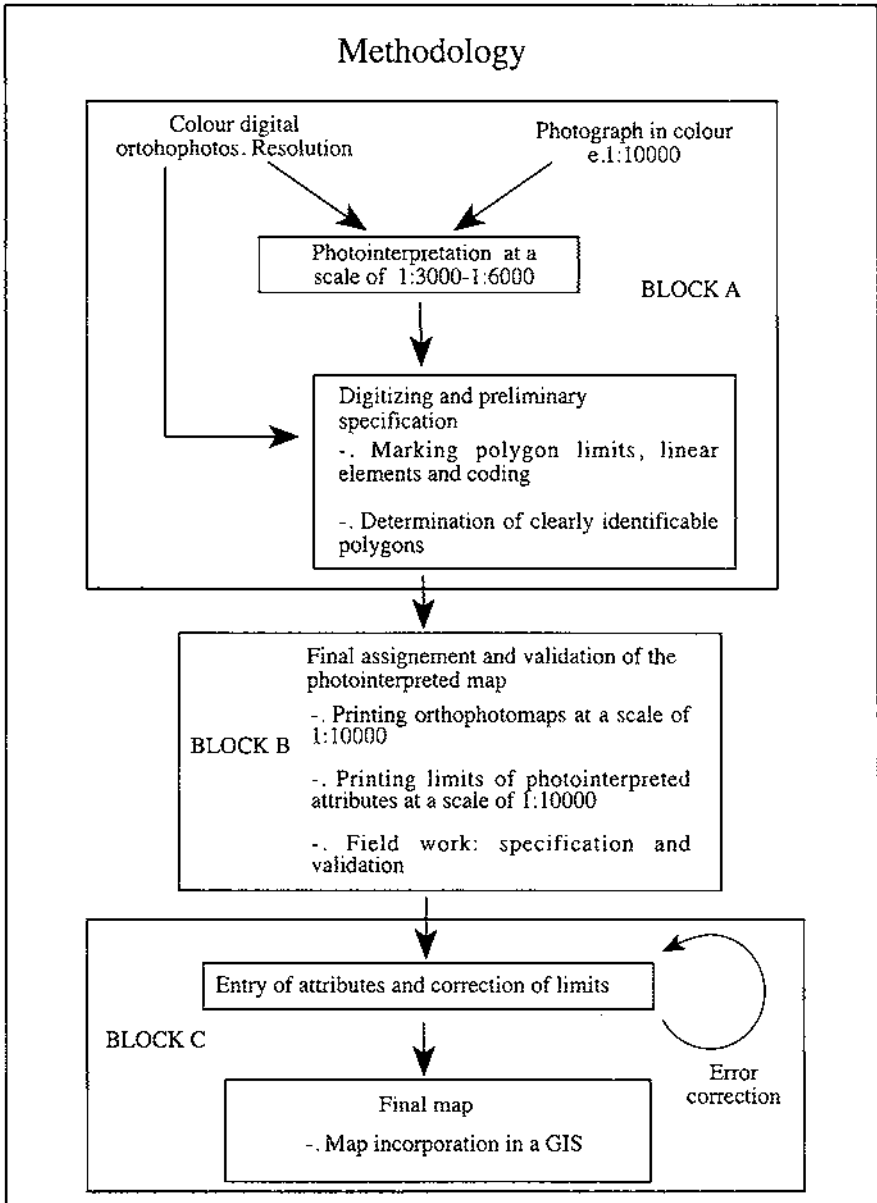 Methodology
Colour digital
ortohophotos. Resolution
Photograph in colour
e.1:10000
Photointerpretation at a
scale of 1:3000-1:6000
BLOCK A
Digitizing and preliminary
specification
-. Marking polygon limits, linear
elements and coding
-. Determination of clearly identificable
polygons
Final assignement and validation of the
photointerpreted map
-. Printing orthophotomaps at a scale of
1:10000
BLOCK B
-. Printing limits of photointerpreted
attributes at a scale of 1:10000
-. Field work: specification and
validation
Entry of attributes and correction of limits
BLOCK C
Error
correction
Final map
-. Map incorporation in a GIS